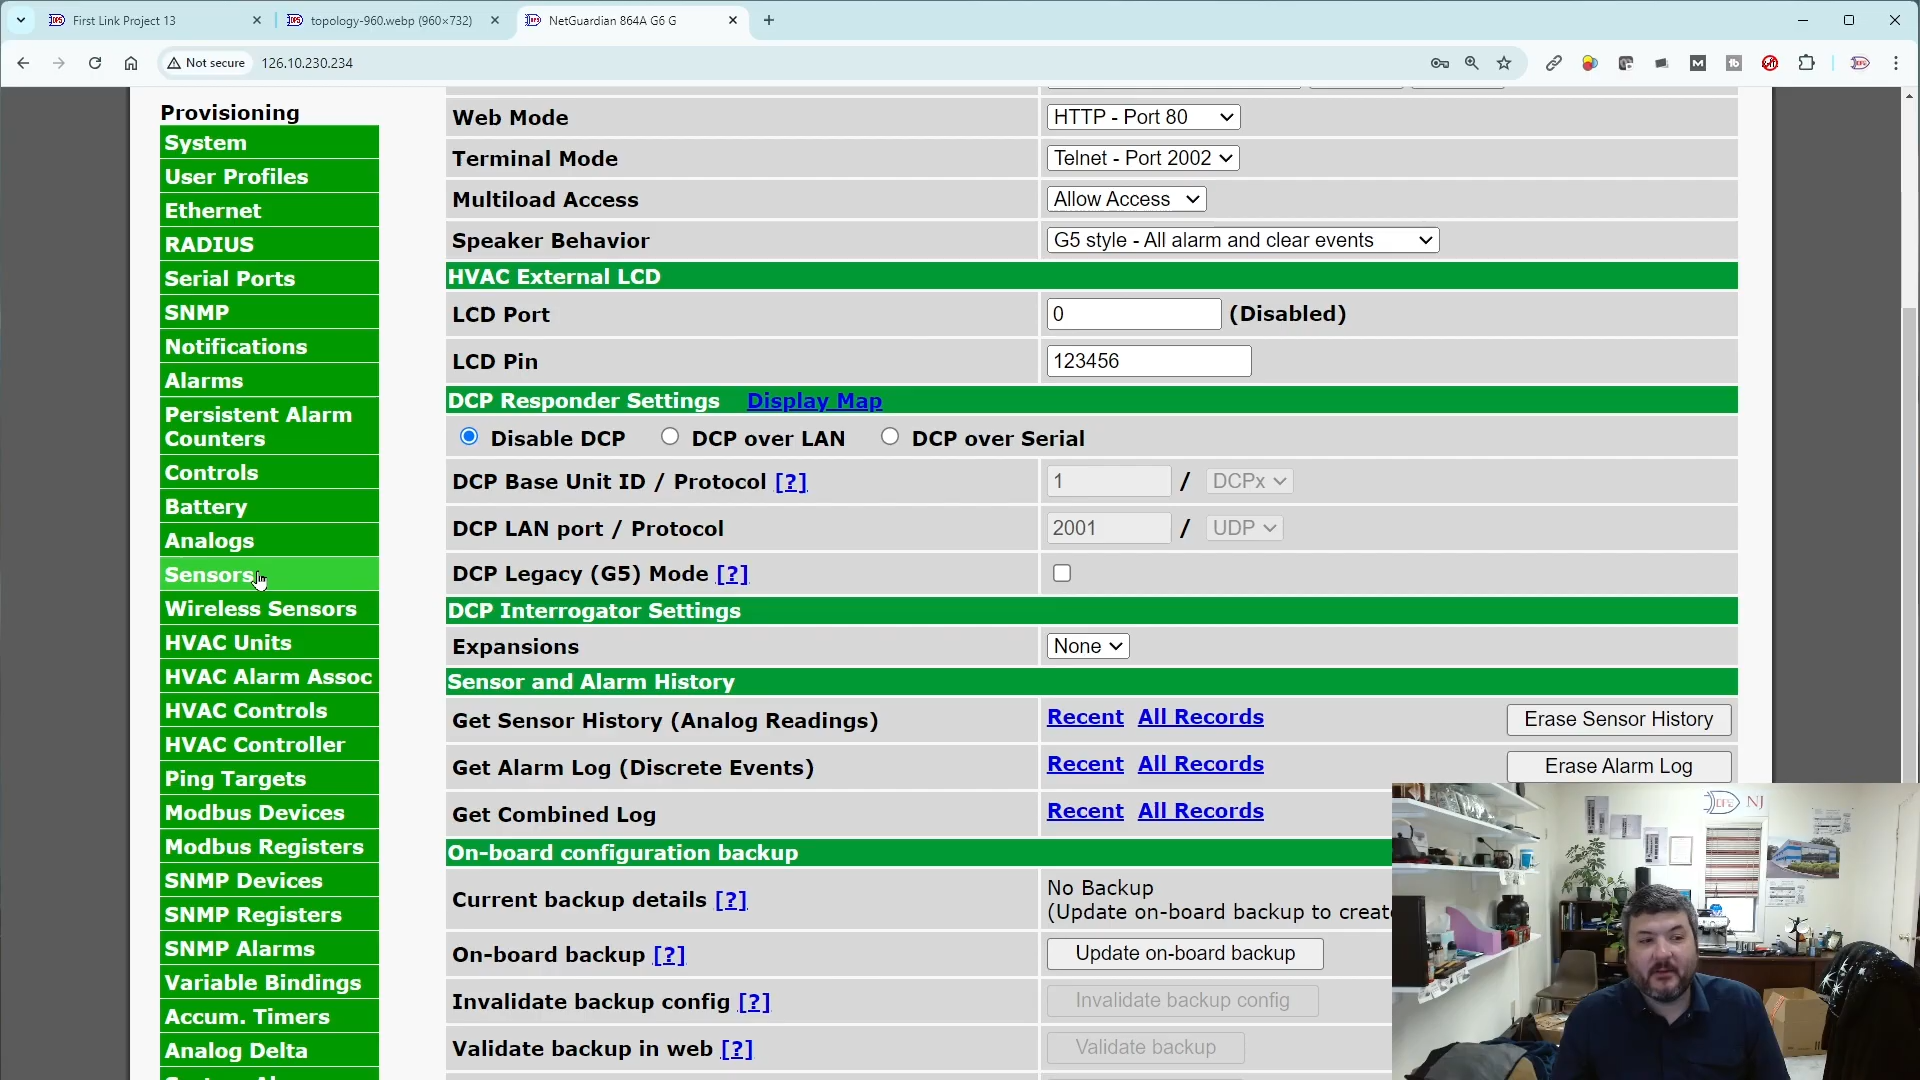 First Link Project 13
topology-960.webp (960×732)
NetGuardian 864A G6 G
Not secure
126.10.230.234
Provisioning
System
User Profiles
Ethernet
RADIUS
Serial Ports
SNMP
Notifications
Alarms
Persistent Alarm
Counters
Controls
Battery
Analogs
Sensors
Wireless Sensors
HVAC Units
HVAC Alarm Assoc
HVAC Controls
HVAC Controller
Ping Targets
Modbus Devices
Modbus Registers
SNMP Devices
SNMP Registers
SNMP Alarms
Variable Bindings
Accum. Timers
Analog Delta
Web Mode
HTTP - Port 80
Terminal Mode
Telnet - Port 2002
Multiload Access
Allow Access
Speaker Behavior
G5 style - All alarm and clear events
HVAC External LCD
LCD Port
0 (Disabled)
LCD Pin
123456
DCP Responder Settings Display Map
Disable DCP DCP over LAN DCP over Serial
DCP Base Unit ID / Protocol [?]
1 / DCPx
DCP LAN port / Protocol
2001 / UDP
DCP Legacy (G5) Mode [?]
DCP Interrogator Settings
Expansions
None
Sensor and Alarm History
Get Sensor History (Analog Readings)
Recent All Records Erase Sensor History
Get Alarm Log (Discrete Events)
Recent All Records Erase Alarm Log
Get Combined Log
Recent All Records
On-board configuration backup
Current backup details [?]
No Backup
(Update on-board backup to create
On-board backup [?]
Update on-board backup
Invalidate backup config [?]
Invalidate backup config
Validate backup in web [?]
Validate backup
DPS NJ